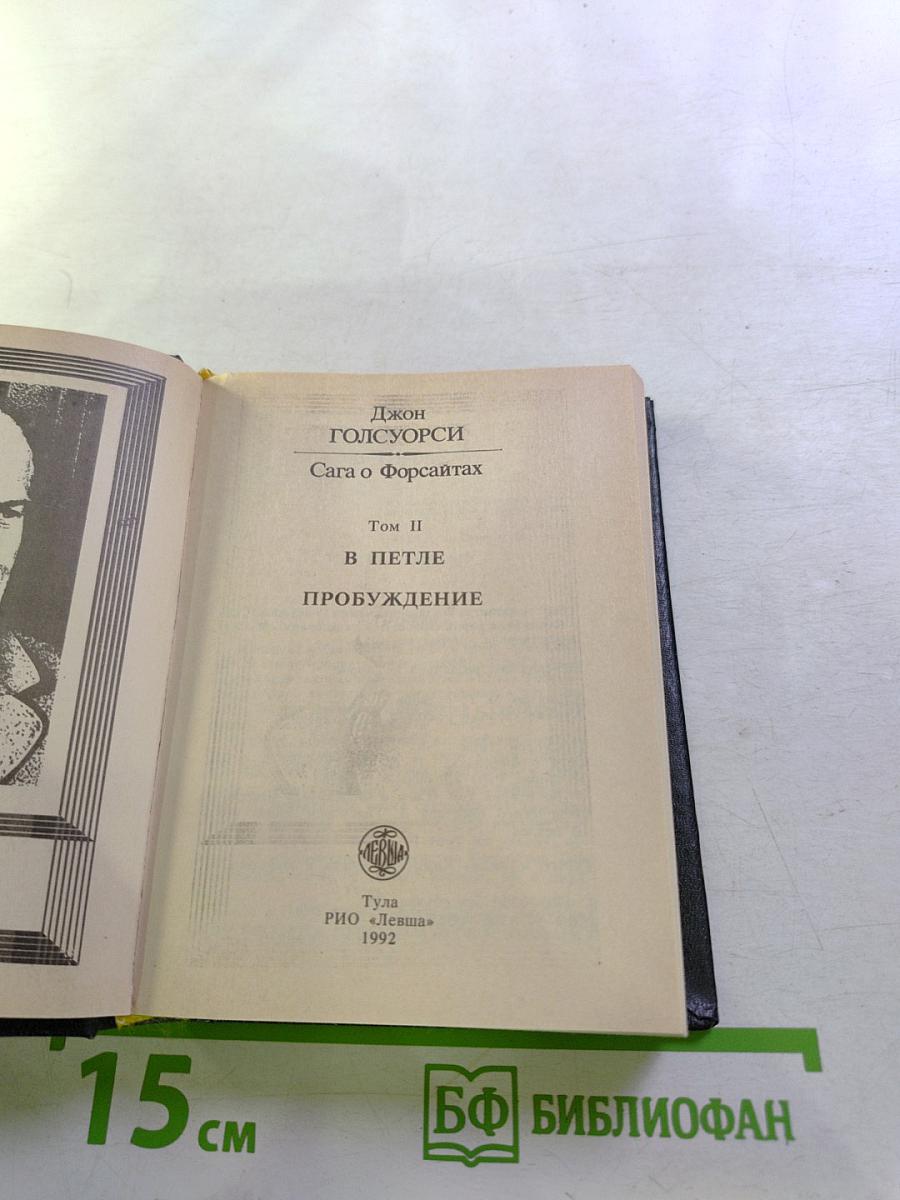 Джон
ГОЛСУОРСИ
Сага о Форсайтах
Том II
В ПЕТЛЕ
ПРОБУЖДЕНИЕ
ЛЕВША
Тула
РИО «Левша»
1992
15 см
БФ БИБЛИОФАН